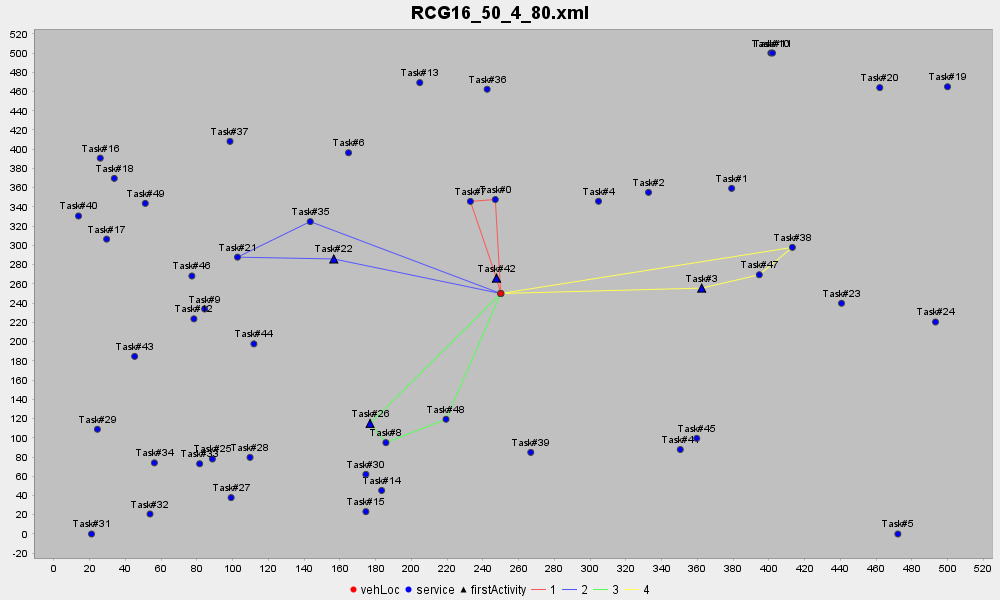 RCG16_50_4_80.xml
520
500
480
460
440
420
400
380
360
340
320
300
280
260
240
220
200
180
160
140
120
100
80
60
40
20
0
-20
Task#13
Task#36
Task#20
Task#19
Task#37
Task#6
Task#16
Task#18
Task#49
Task#40
Task#17
Task#35
Task#0
Task#4
Task#2
Task#1
Task#21
Task#22
Task#38
Task#46
Task#42
Task#3
Task#47
Task#9
Task#23
Task#24
Task#44
Task#43
Task#29
Task#26
Task#48
Task#8
Task#39
Task#45
Task#34
Task#28
Task#30
Task#14
Task#27
Task#15
Task#32
Task#31
Task#5
0 20 40 60 80 100 120 140 160 180 200 220 240 260 280 300 320 340 360 380 400 420 440 460 480 500 520
vehLoc service firstActivity 1 2 3 4